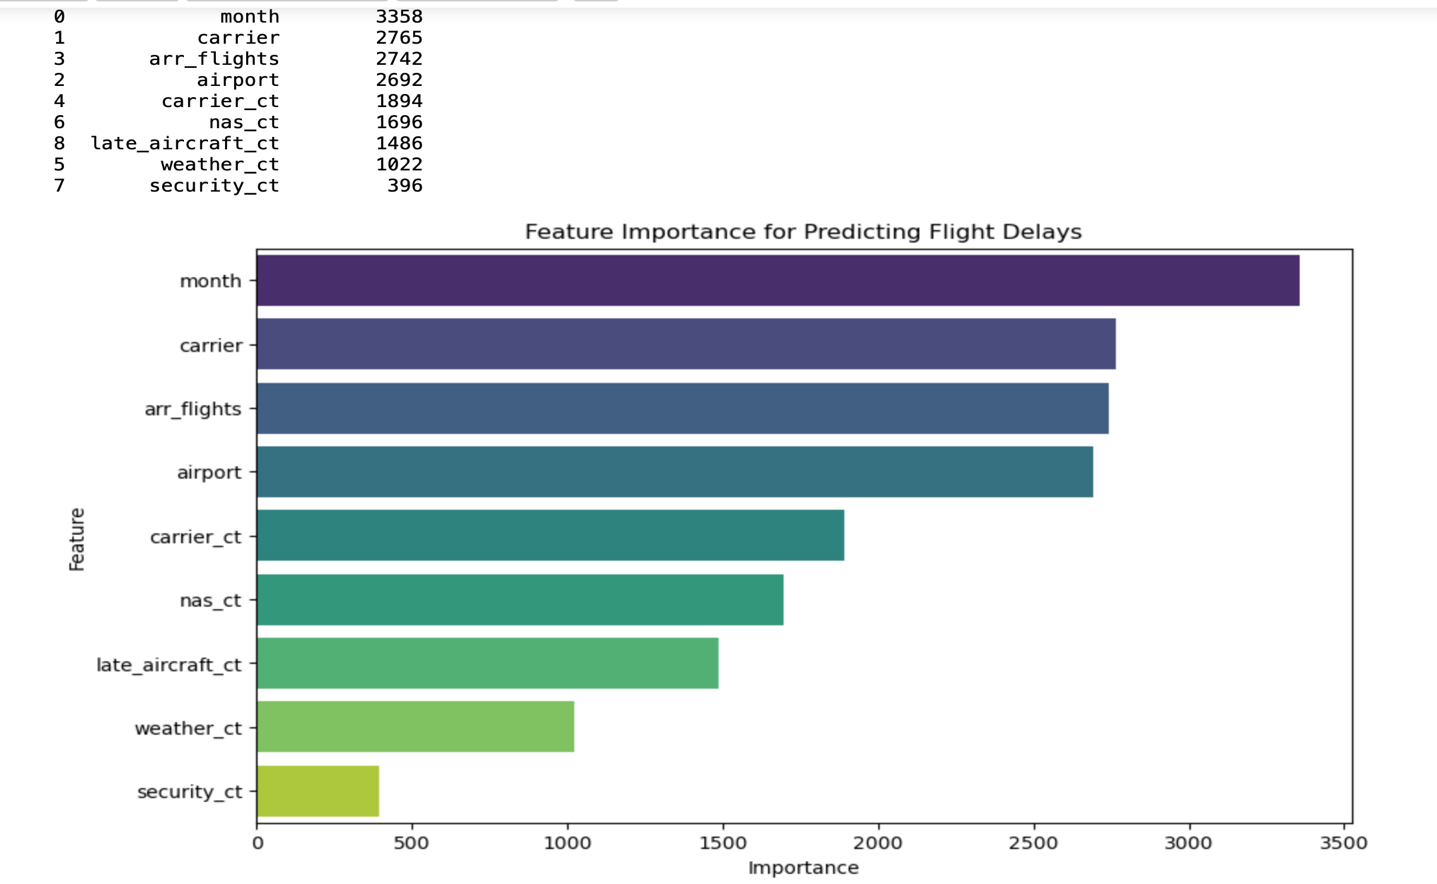 0 month 3358
1 carrier 2765
3 arr_flights 2742
2 airport 2692
4 carrier_ct 1894
6 nas_ct 1696
8 late_aircraft_ct 1486
5 weather_ct 1022
7 security_ct 396
Feature Importance for Predicting Flight Delays
month
carrier
arr_flights
airport
carrier_ct
nas_ct
late_aircraft_ct
weather_ct
security_ct
Feature
0 500 1000 1500 2000 2500 3000 3500
Importance